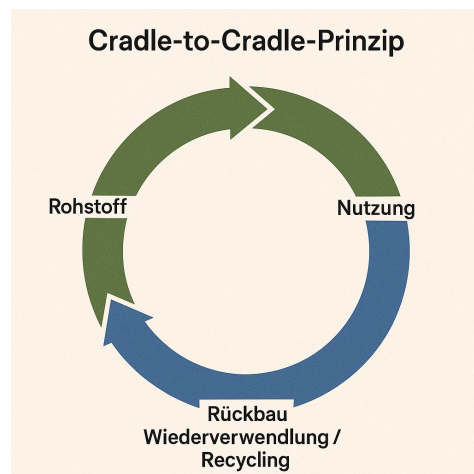 Cradle-to-Cradle-Prinzip
Rohstoff
Nutzung
Rückbau
Wiederverwendlung /
Recycling